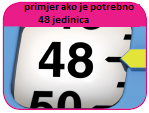 primjer ako je potrebno
48 jedinica
48
50